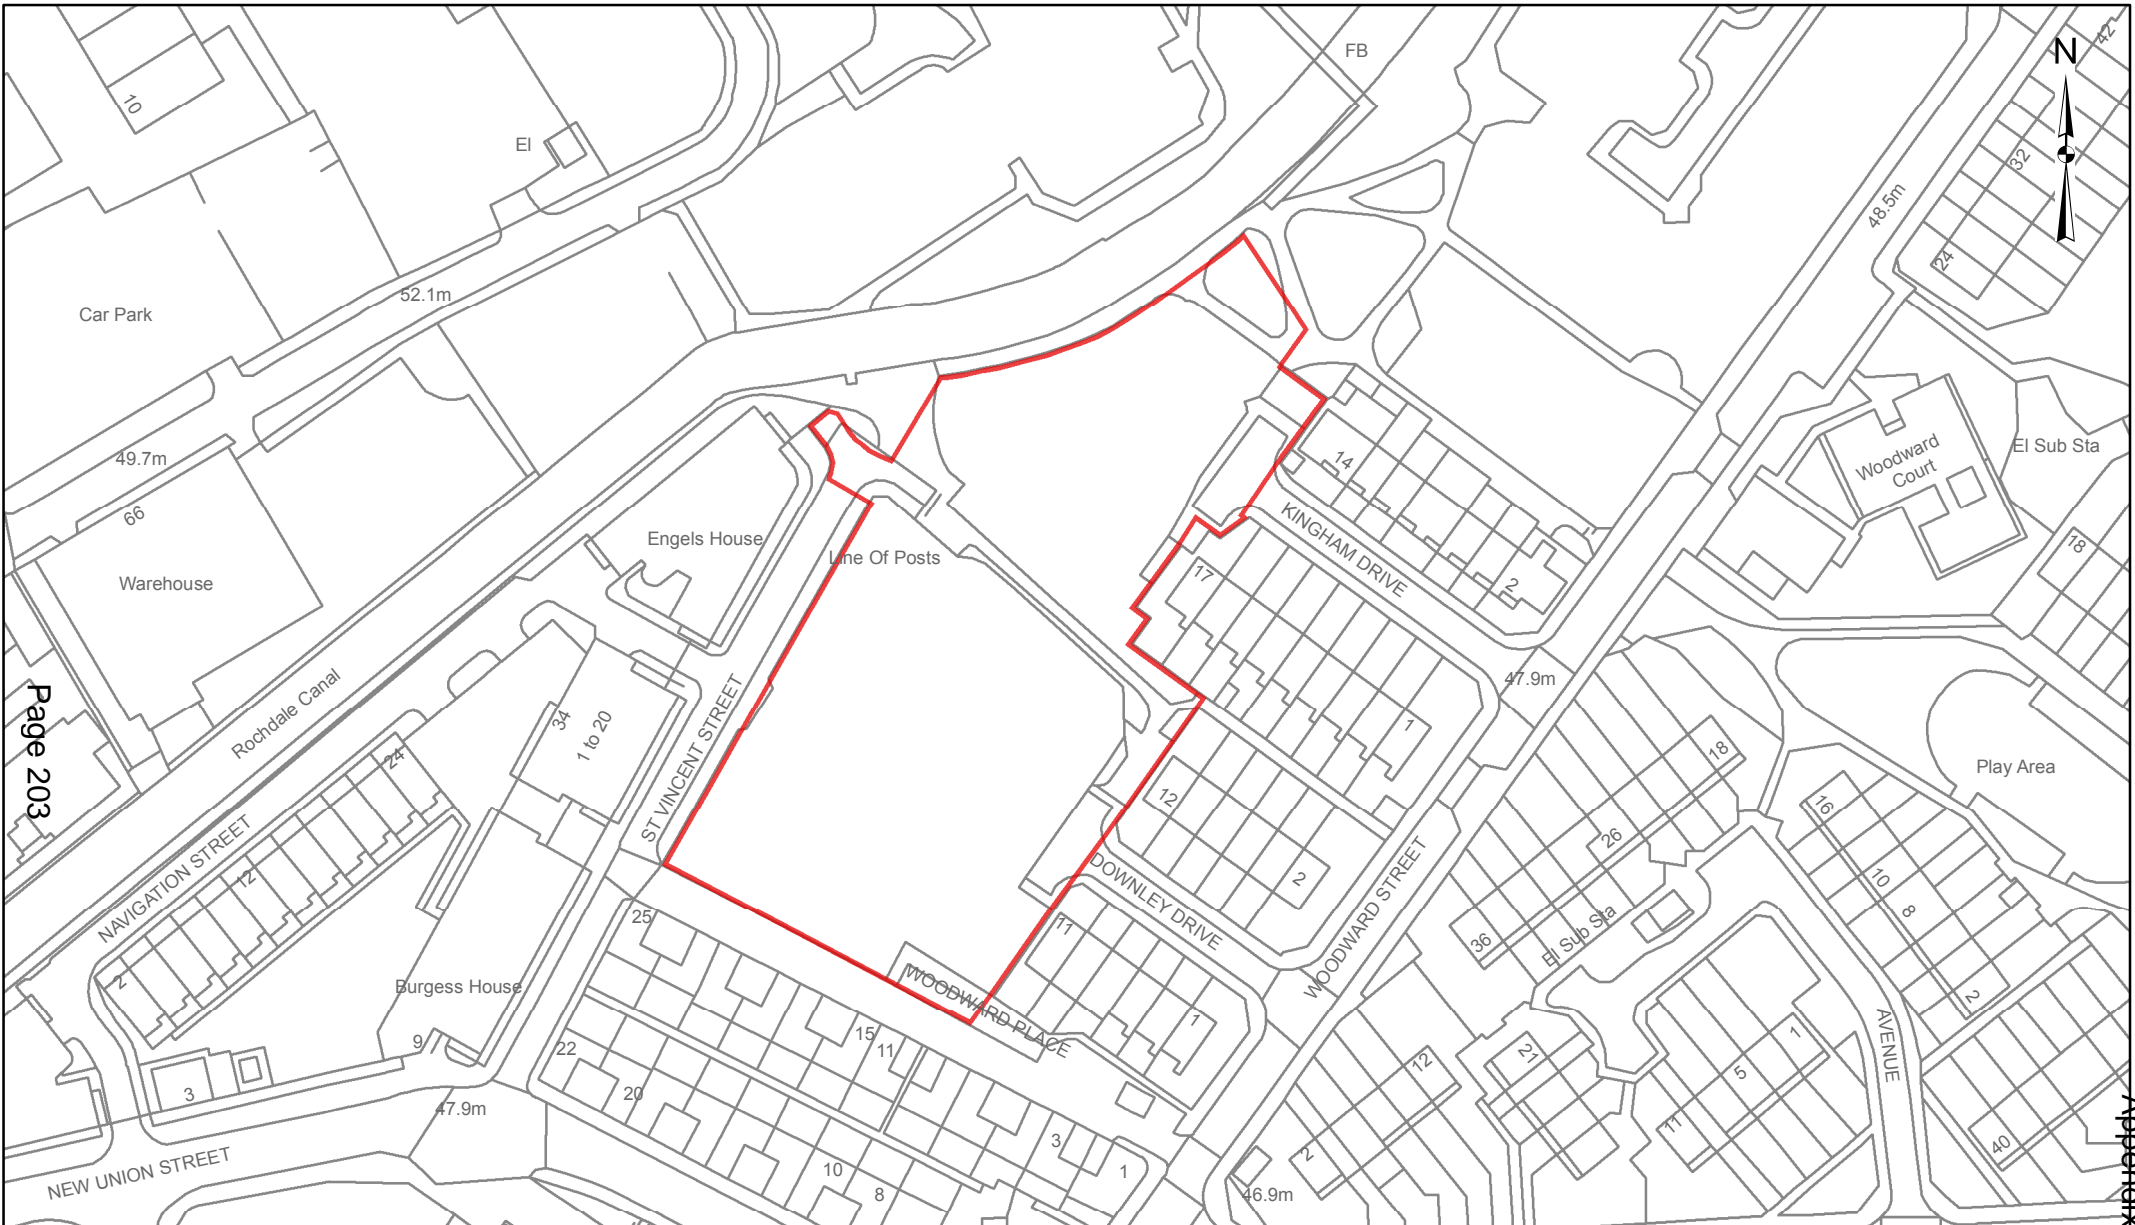 FB
N
42
10
El
32
48.5m
24
52.1m
Car Park
49.7m
66
Warehouse
Engels House
Line Of Posts
14
KINGHAM DRIVE
2
17
Woodward
Court
El Sub Sta
18
47.9m
1
Rochdale Canal
Page 203
34
1 to 20
24
ST VINCENT STREET
12
2
DOWNLEY DRIVE
WOODWARD STREET
18
26
36
El Sub Sta
Play Area
16
10
8
2
NAVIGATION STREET
12
2
25
11
1
WOODWARD PLACE
Burgess House
9
3
22
20
15
11
47.9m
10
8
3
1
NEW UNION STREET
46.9m
2
12
21
1
5
11
AVENUE
40
Appendix